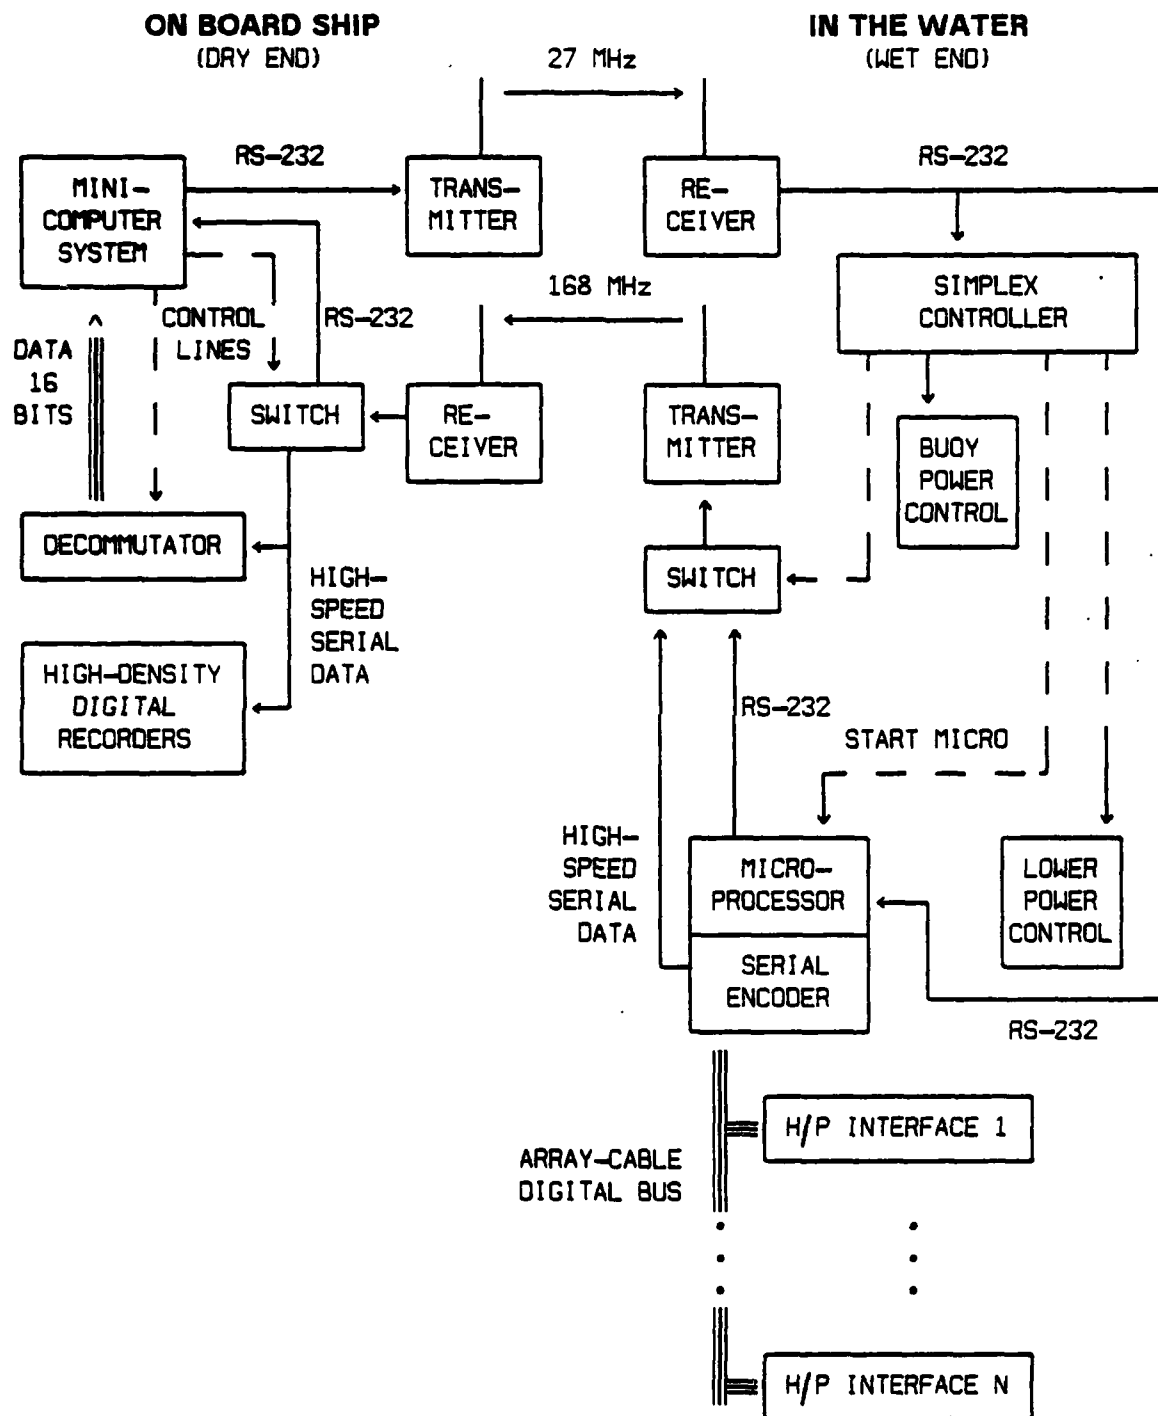 ON BOARD SHIP
(DRY END)
IN THE WATER
(WET END)
27 MHz
RS-232
MINI-
COMPUTER
SYSTEM
TRANS-
MITTER
RE-
CEIVER
RS-232
SIMPLEX
CONTROLLER
168 MHz
CONTROL
LINES
RS-232
DATA
16
BITS
SWITCH
RE-
CEIVER
TRANS-
MITTER
BUOY
POWER
CONTROL
DECOMMUTATOR
SWITCH
HIGH-
SPEED
SERIAL
DATA
HIGH-DENSITY
DIGITAL
RECORDERS
RS-232
START MICRO
HIGH-
SPEED
SERIAL
DATA
MICRO-
PROCESSOR
LOWER
POWER
CONTROL
SERIAL
ENCODER
RS-232
H/P INTERFACE 1
ARRAY-CABLE
DIGITAL BUS
H/P INTERFACE N